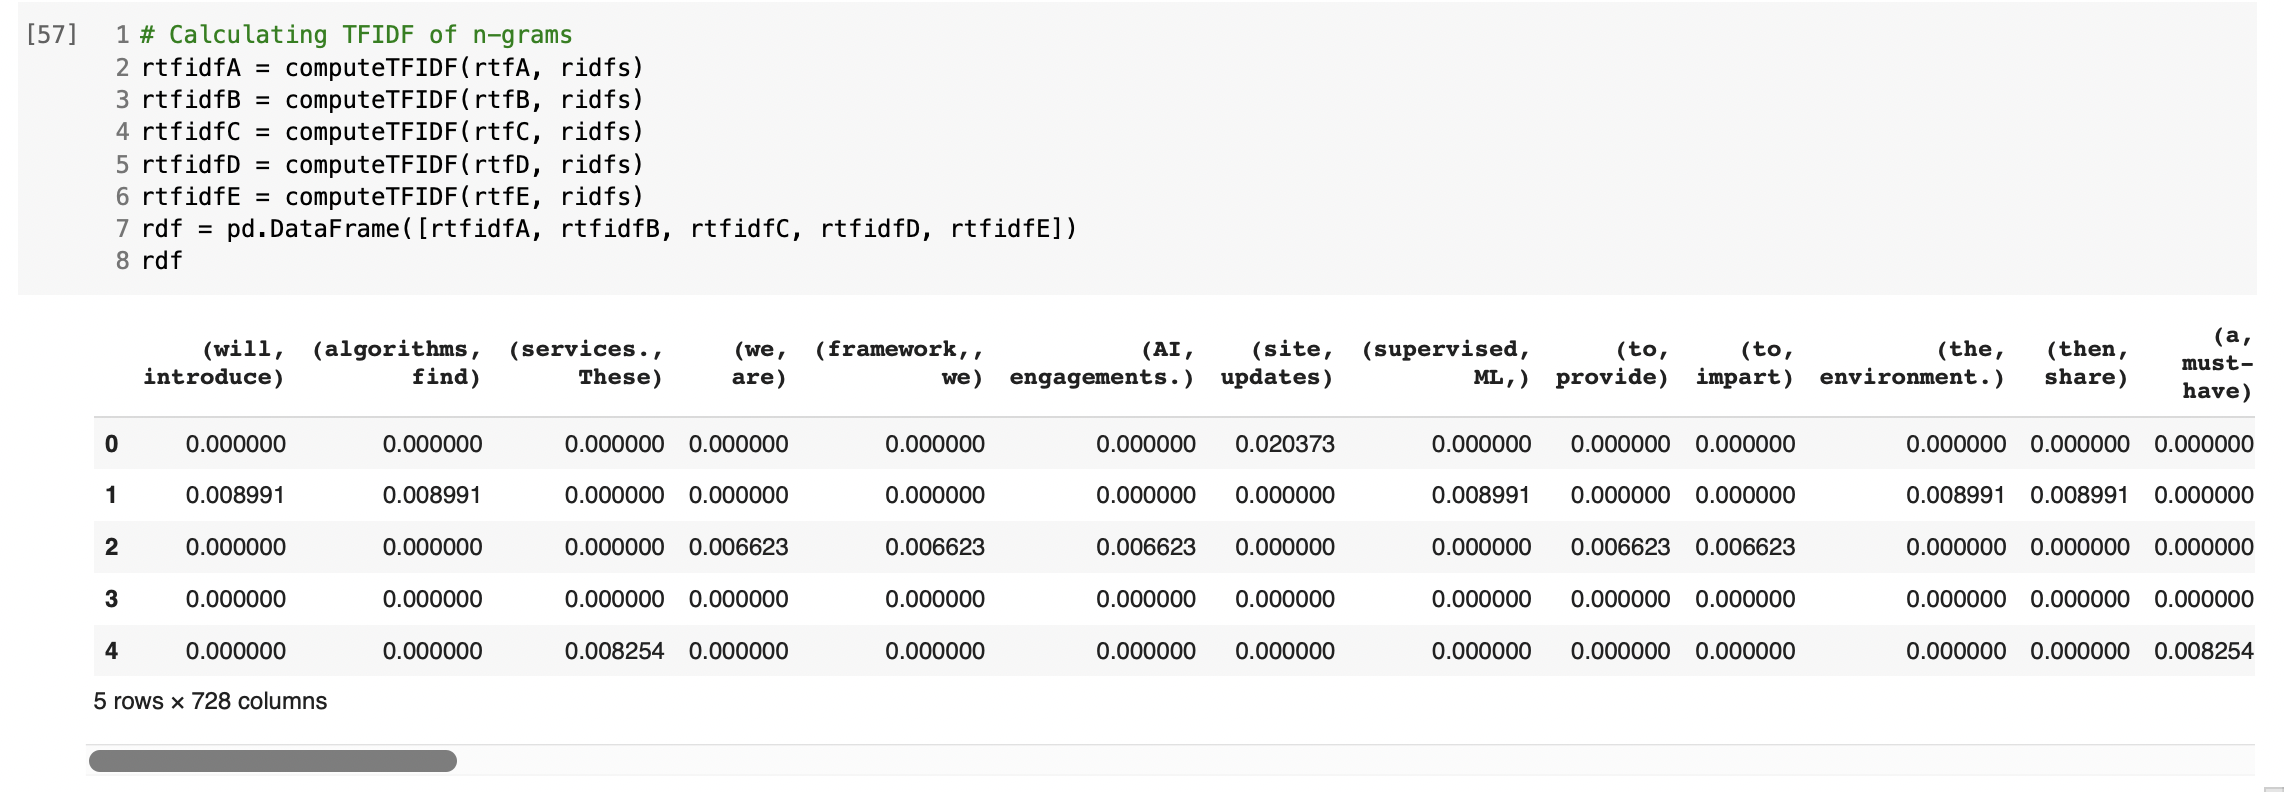 [57] 1 # Calculating TFIDF of n-grams
2 rtfidfA = computeTFIDF(rtfA, ridfs)
3 rtfidfB = computeTFIDF(rtfB, ridfs)
4 rtfidfC = computeTFIDF(rtfC, ridfs)
5 rtfidfD = computeTFIDF(rtfD, ridfs)
6 rtfidfE = computeTFIDF(rtfE, ridfs)
7 rdf = pd.DataFrame([rtfidfA, rtfidfB, rtfidfC, rtfidfD, rtfidfE])
8 rdf
(will, introduce) (algorithms, find) (services., These) (we, are) (framework,, we) (AI, engagements.) (site, updates) (supervised, ML,) (to, provide) (to, impart) (the, environment.) (then, share) (a, must-have)
0 0.000000 0.000000 0.000000 0.000000 0.000000 0.000000 0.020373 0.000000 0.000000 0.000000 0.000000 0.000000 0.000000
1 0.008991 0.008991 0.000000 0.000000 0.000000 0.000000 0.000000 0.008991 0.000000 0.000000 0.008991 0.008991 0.000000
2 0.000000 0.000000 0.000000 0.006623 0.006623 0.006623 0.000000 0.000000 0.006623 0.006623 0.000000 0.000000 0.000000
3 0.000000 0.000000 0.000000 0.000000 0.000000 0.000000 0.000000 0.000000 0.000000 0.000000 0.000000 0.000000 0.000000
4 0.000000 0.000000 0.008254 0.000000 0.000000 0.000000 0.000000 0.000000 0.000000 0.000000 0.000000 0.000000 0.008254
5 rows × 728 columns